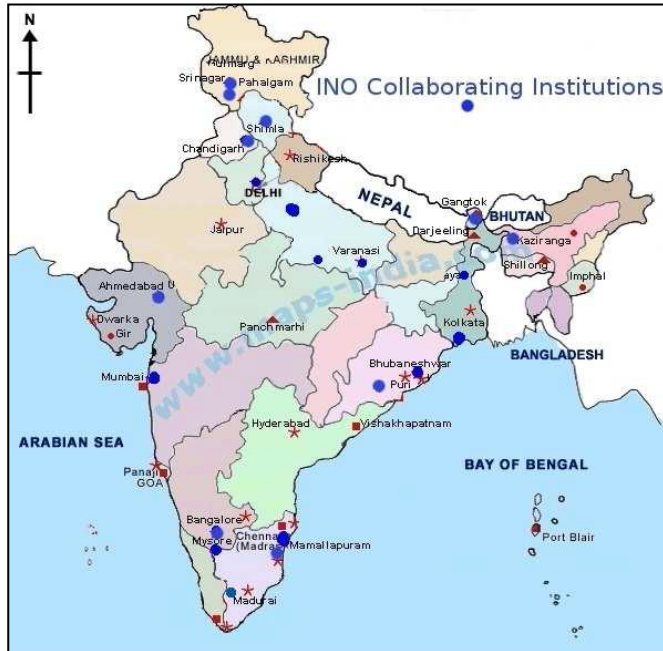 N
JAMMU & KASHMIR
Srinagar
Pahalgam
INO Collaborating Institutions
Shimla
Chandigarh
Rishikesh
DELHI
NEPAL
Gangtok
BHUTAN
Jaipur
Darjeeling
Kaziranga
Varanasi
Shillong
Imphal
Ahmedabad U
Dwarka
Gir
Panchmarhi
Kolkata
BANGLADESH
Mumbai
Bhubaneshwar
Puri
www.maps-india.com
Hyderabad
Vishakhapatnam
ARABIAN SEA
BAY OF BENGAL
Panaji
GOA
Bangalore
Chennai
(Madras)
Mysore
Mamallapuram
Port Blair
Madurai